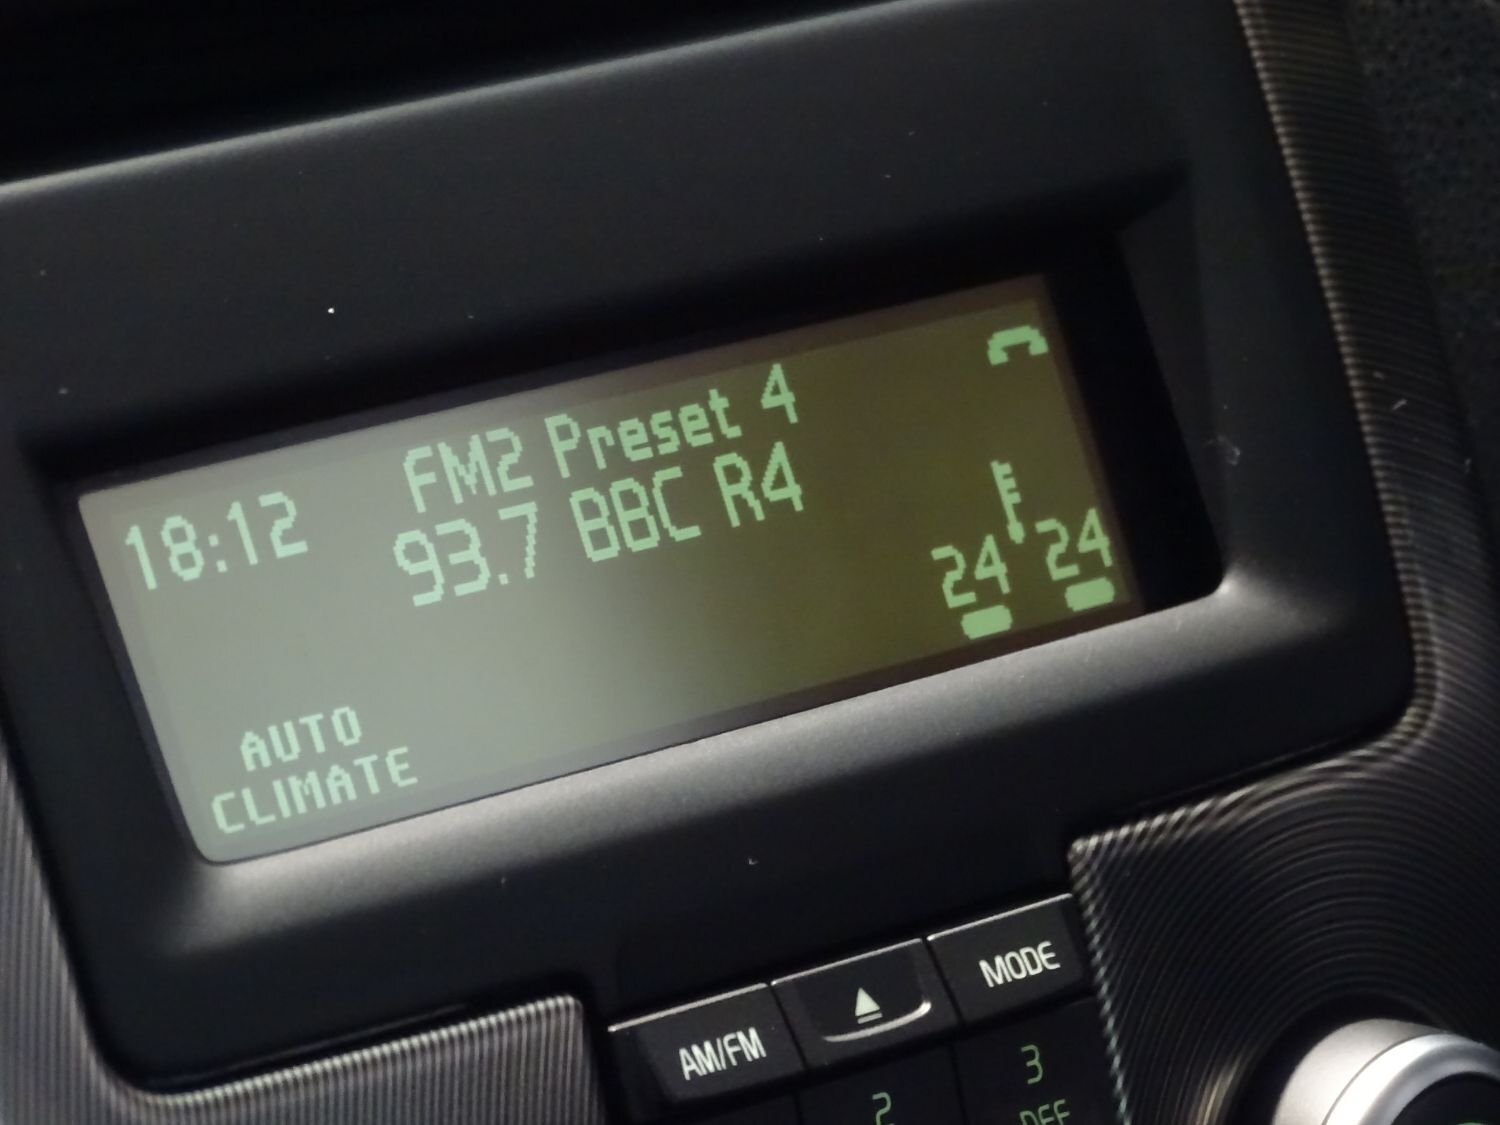 FM2 Preset 4
18:12
93.7 BBC R4
24 24
AUTO
CLIMATE
AM/FM
MODE
2
3
DEF